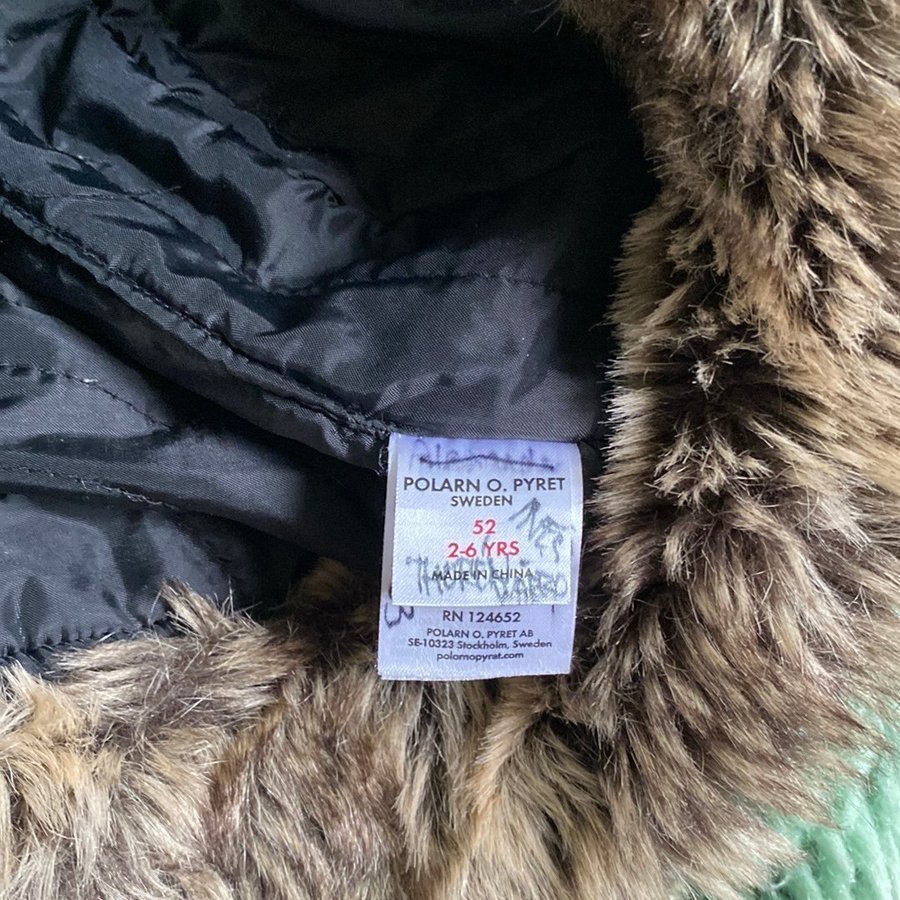 POLARN O. PYRET
SWEDEN
52
2-6 YRS
MADE IN CHINA
RN 124652
POLARN O. PYRET AB
SE-10323 Stockholm, Sweden
polarnopyrat.com